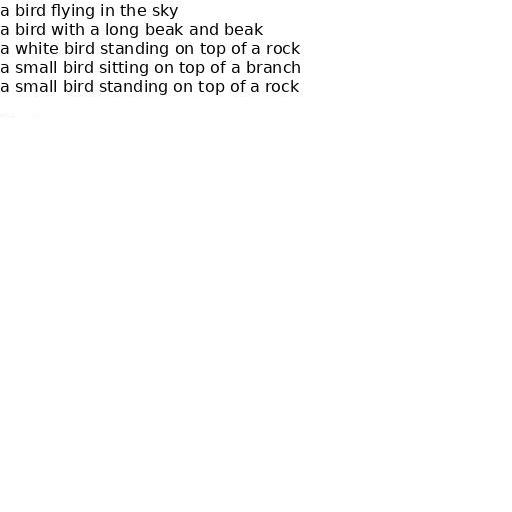 a bird flying in the sky
a bird with a long beak and beak
a white bird standing on top of a rock
a small bird sitting on top of a branch
a small bird standing on top of a rock